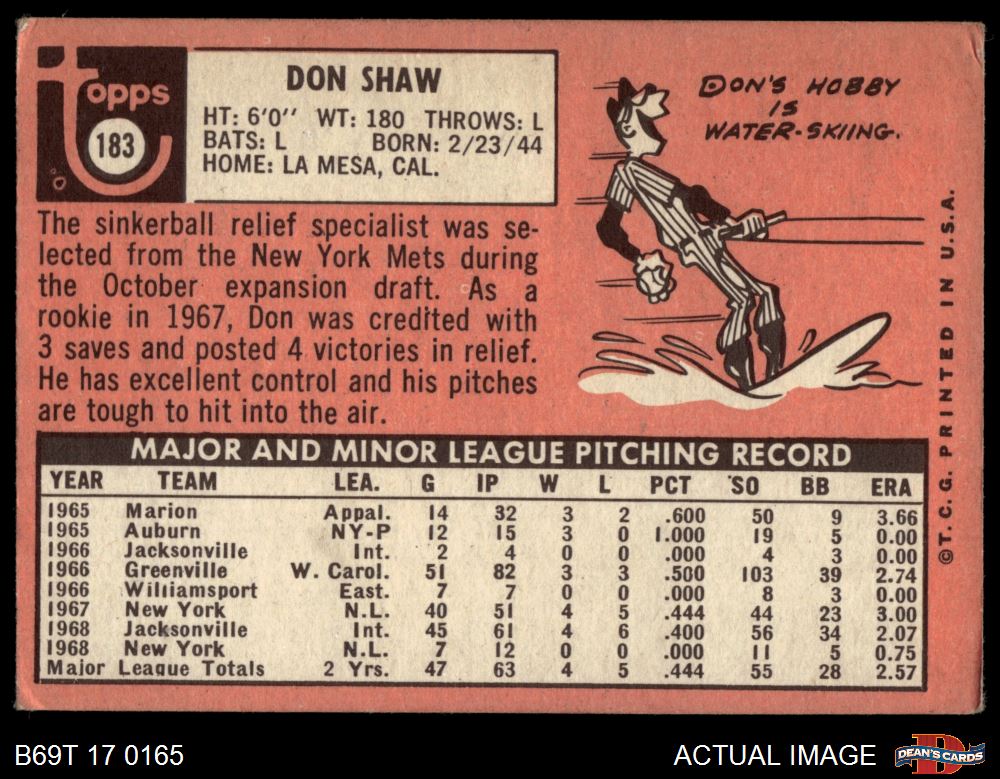 Topps
183
DON SHAW
HT: 6'0" WT: 180 THROWS: L
BATS: L BORN: 2/23/44
HOME: LA MESA, CAL.
DON'S HOBBY
IS
WATER-SKIING.
The sinkerball relief specialist was se-
lected from the New York Mets during
the October expansion draft. As a
rookie in 1967, Don was credited with
3 saves and posted 4 victories in relief.
He has excellent control and his pitches
are tough to hit into the air.
©T. C. G. PRINTED IN U.S.A.
MAJOR AND MINOR LEAGUE PITCHING RECORD
YEAR TEAM LEA. G IP W L PCT SO BB ERA
1965 Marion Appal. 14 32 3 2 .600 50 9 3.66
1965 Auburn NY-P 12 15 3 0 1.000 19 5 0.00
1966 Jacksonville Int. 2 4 0 0 .000 4 3 0.00
1966 Greenville W. Carol. 51 82 3 3 .500 103 39 2.74
1966 Williamsport East. 7 7 0 0 .000 8 3 0.00
1967 New York N.L. 40 51 4 5 .444 44 23 3.00
1968 Jacksonville Int. 45 61 4 6 .400 56 34 2.07
1968 New York N.L. 7 12 0 0 .000 11 5 0.75
Major League Totals 2 Yrs. 47 63 4 5 .444 55 28 2.57
B69T 17 0165
ACTUAL IMAGE
DEAN'S CARDS